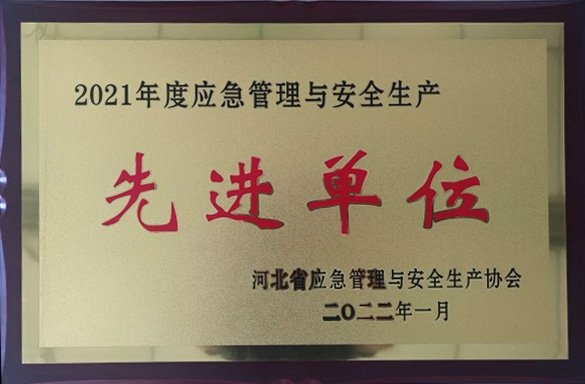 2021年度应急管理与安全生产
先进单位
河北省应急管理与安全生产协会
二〇二二年一月